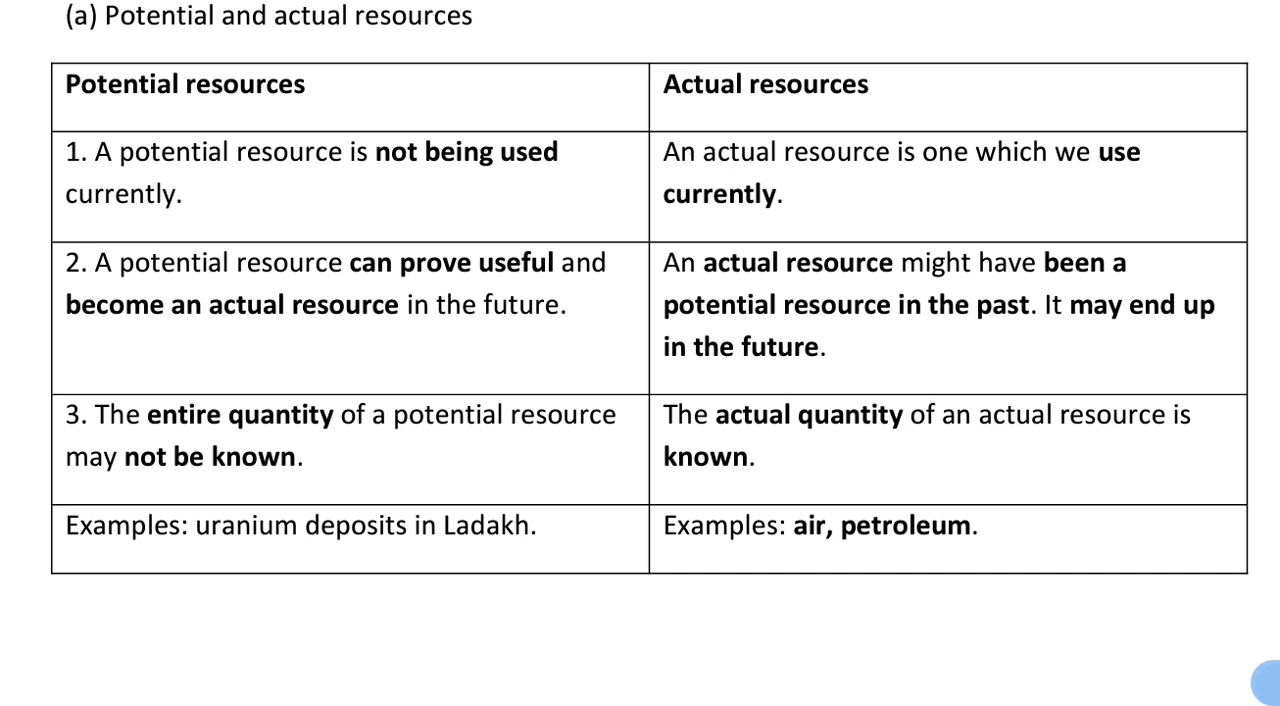 (a) Potential and actual resources
Potential resources
Actual resources
1. A potential resource is not being used
currently.
An actual resource is one which we use
currently.
2. A potential resource can prove useful and
become an actual resource in the future.
An actual resource might have been a
potential resource in the past. It may end up
in the future.
3. The entire quantity of a potential resource
may not be known.
The actual quantity of an actual resource is
known.
Examples: uranium deposits in Ladakh.
Examples: air, petroleum.